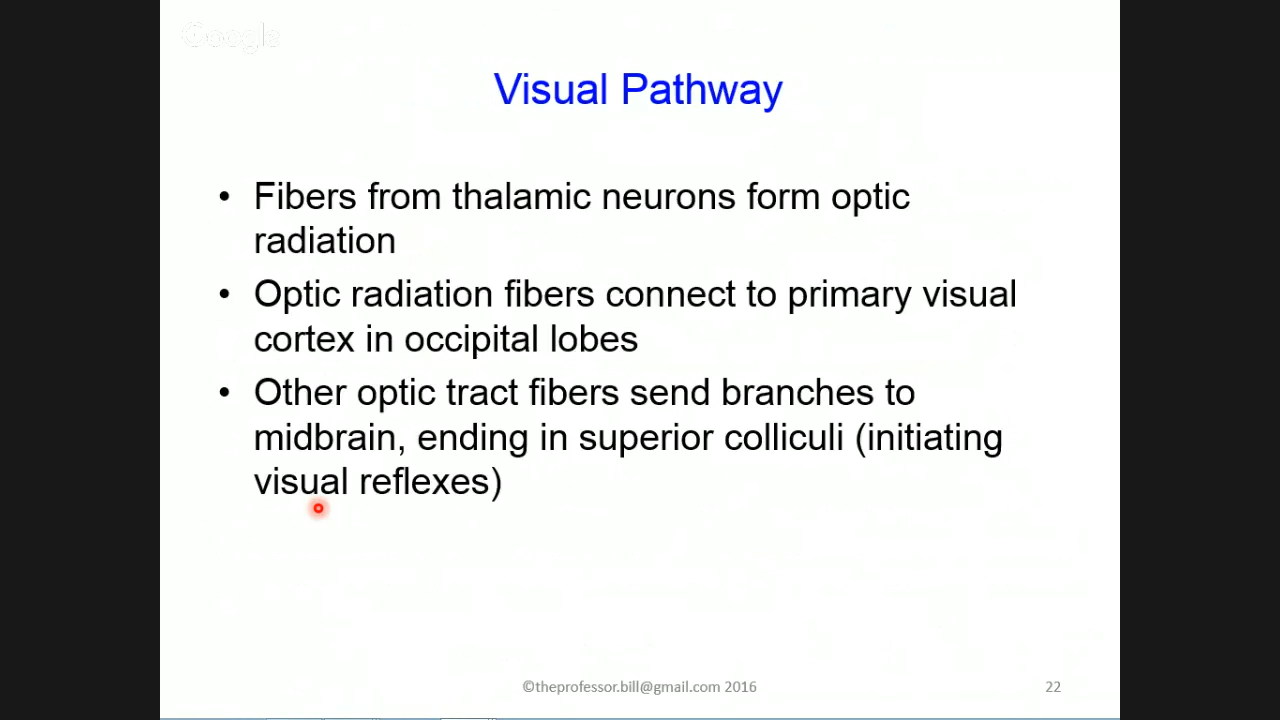 Google
Visual Pathway
• Fibers from thalamic neurons form optic
radiation
• Optic radiation fibers connect to primary visual
cortex in occipital lobes
• Other optic tract fibers send branches to
midbrain, ending in superior colliculi (initiating
visual reflexes)
©theprofessor.bill@gmail.com 2016
22